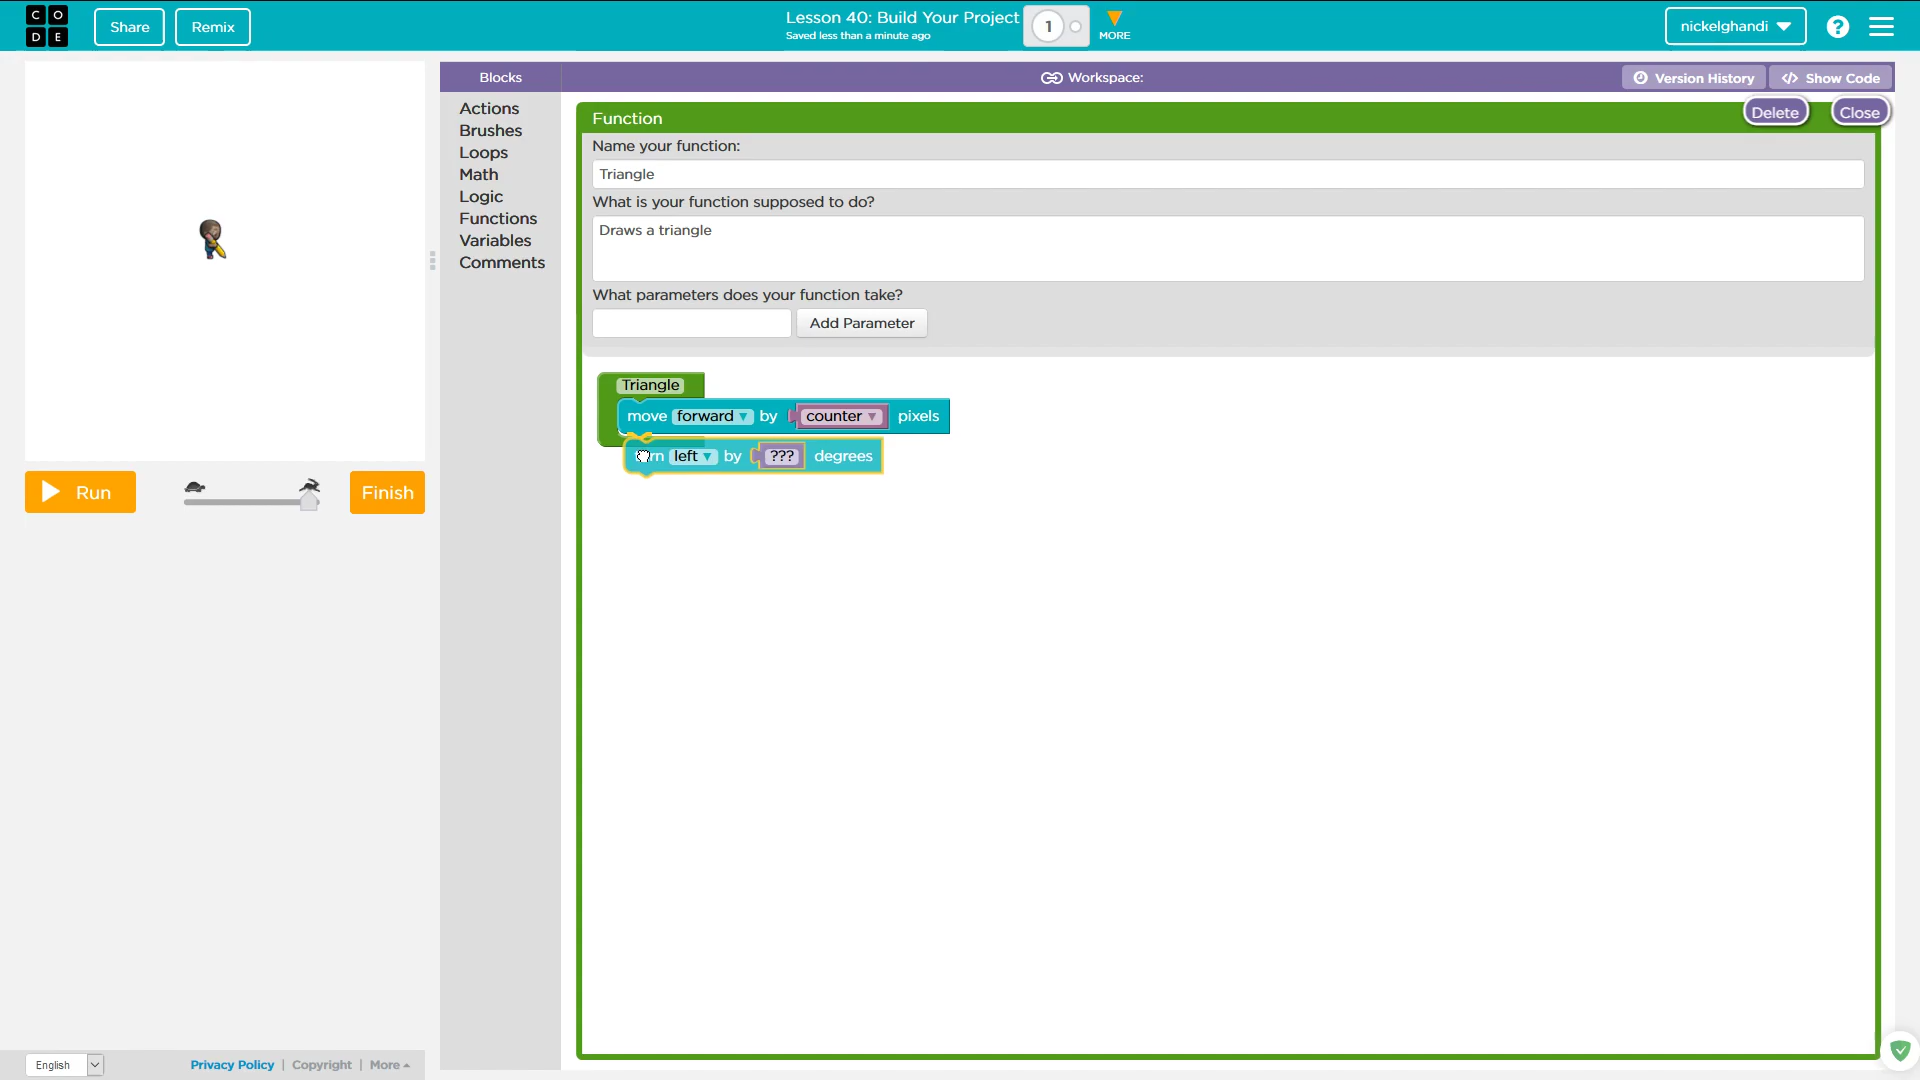 C O
D E
Share
Remix
Lesson 40: Build Your Project
Saved less than a minute ago
1
MORE
nickelghandi
?
Blocks
Workspace:
Version History
</> Show Code
Actions
Brushes
Loops
Math
Logic
Functions
Variables
Comments
Function
Delete
Close
Name your function:
Triangle
What is your function supposed to do?
Draws a triangle
What parameters does your function take?
Add Parameter
Triangle
move forward by counter pixels
left by ??? degrees
Run
Finish
English
Privacy Policy | Copyright | More